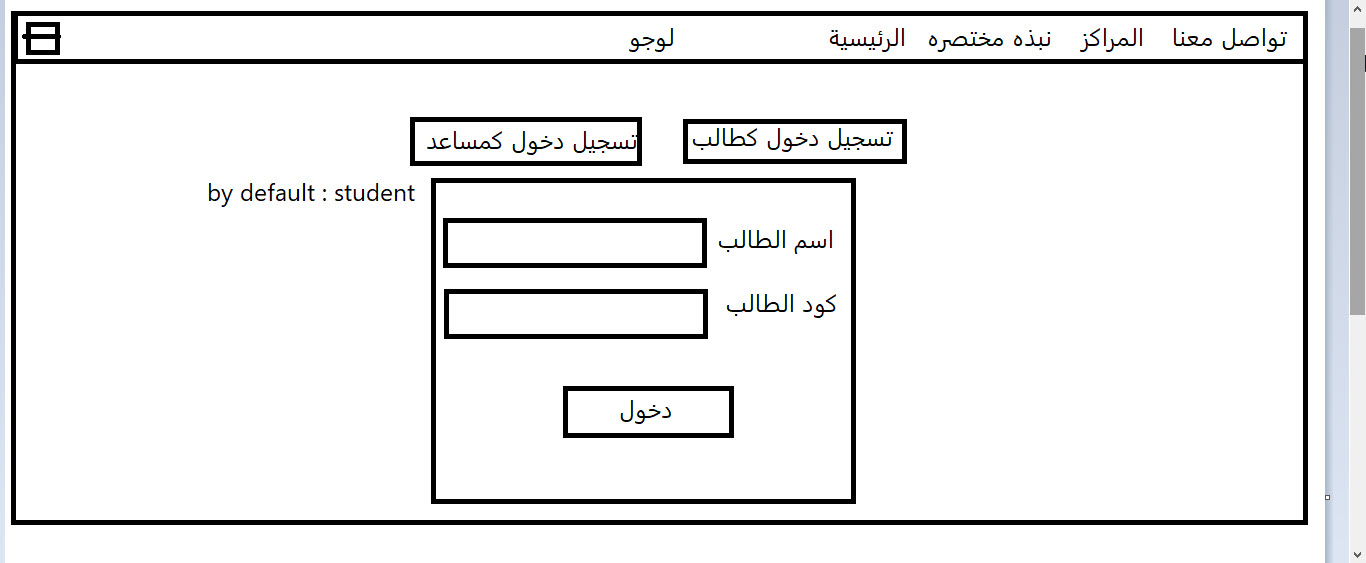 تواصل معنا
المراكز
نبذه مختصره
الرئيسية
لوجو
تسجيل دخول كطالب
تسجيل دخول كمساعد
by default : student
اسم الطالب
كود الطالب
دخول